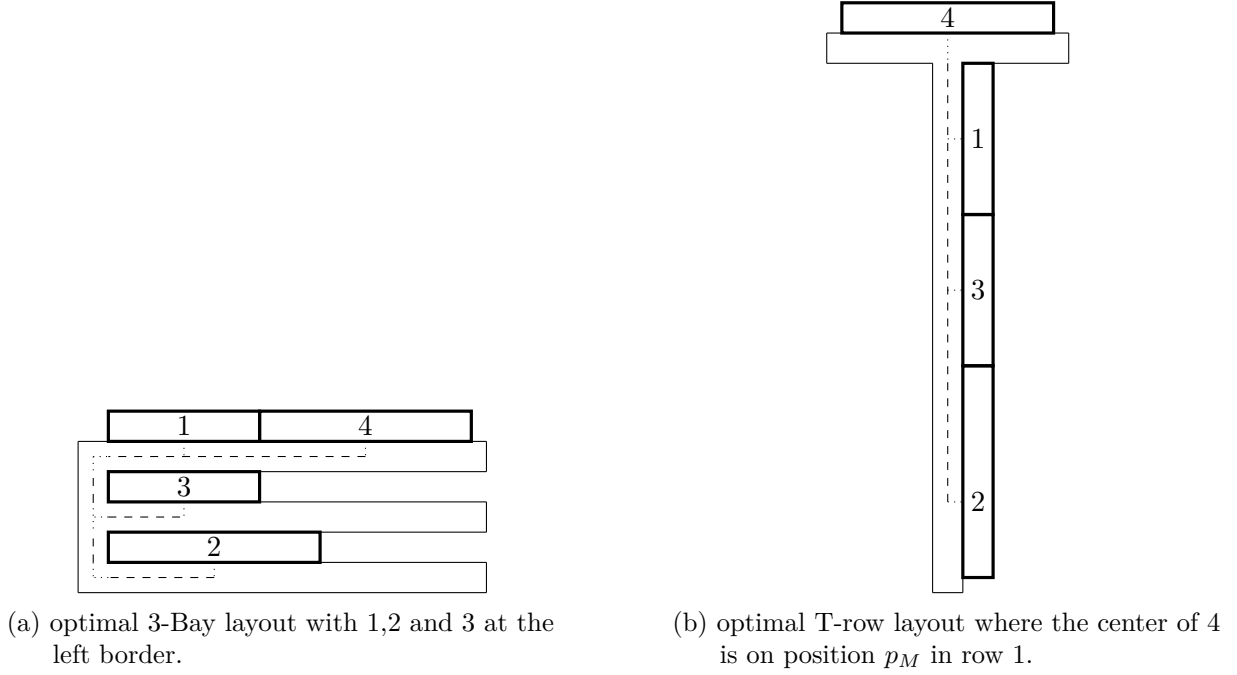 4
1
3
2
1 4
3
2
(a) optimal 3-Bay layout with 1,2 and 3 at the
left border.
(b) optimal T-row layout where the center of 4
is on position p_M in row 1.